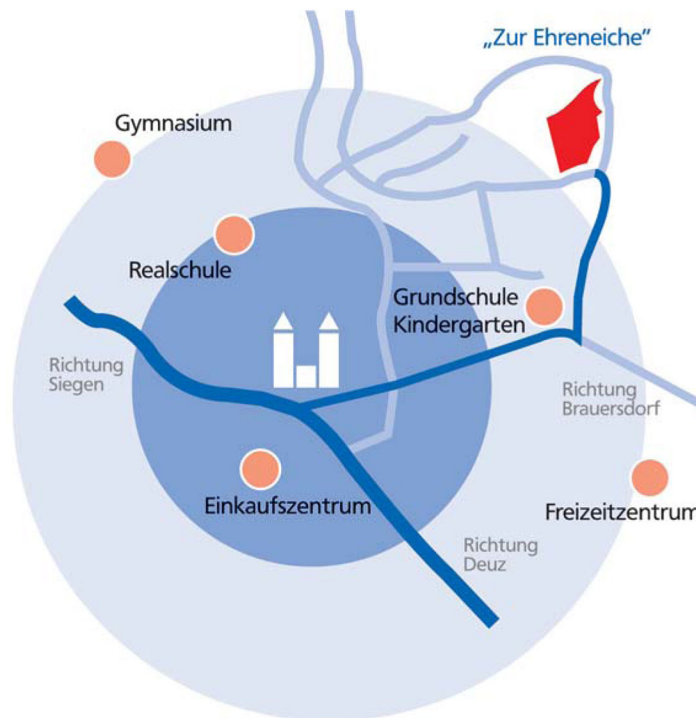 „Zur Ehreneiche“
Gymnasium
Realschule
Grundschule
Kindergarten
Richtung
Siegen
Richtung
Brauersdorf
Einkaufszentrum
Freizeitzentrum
Richtung
Deuz